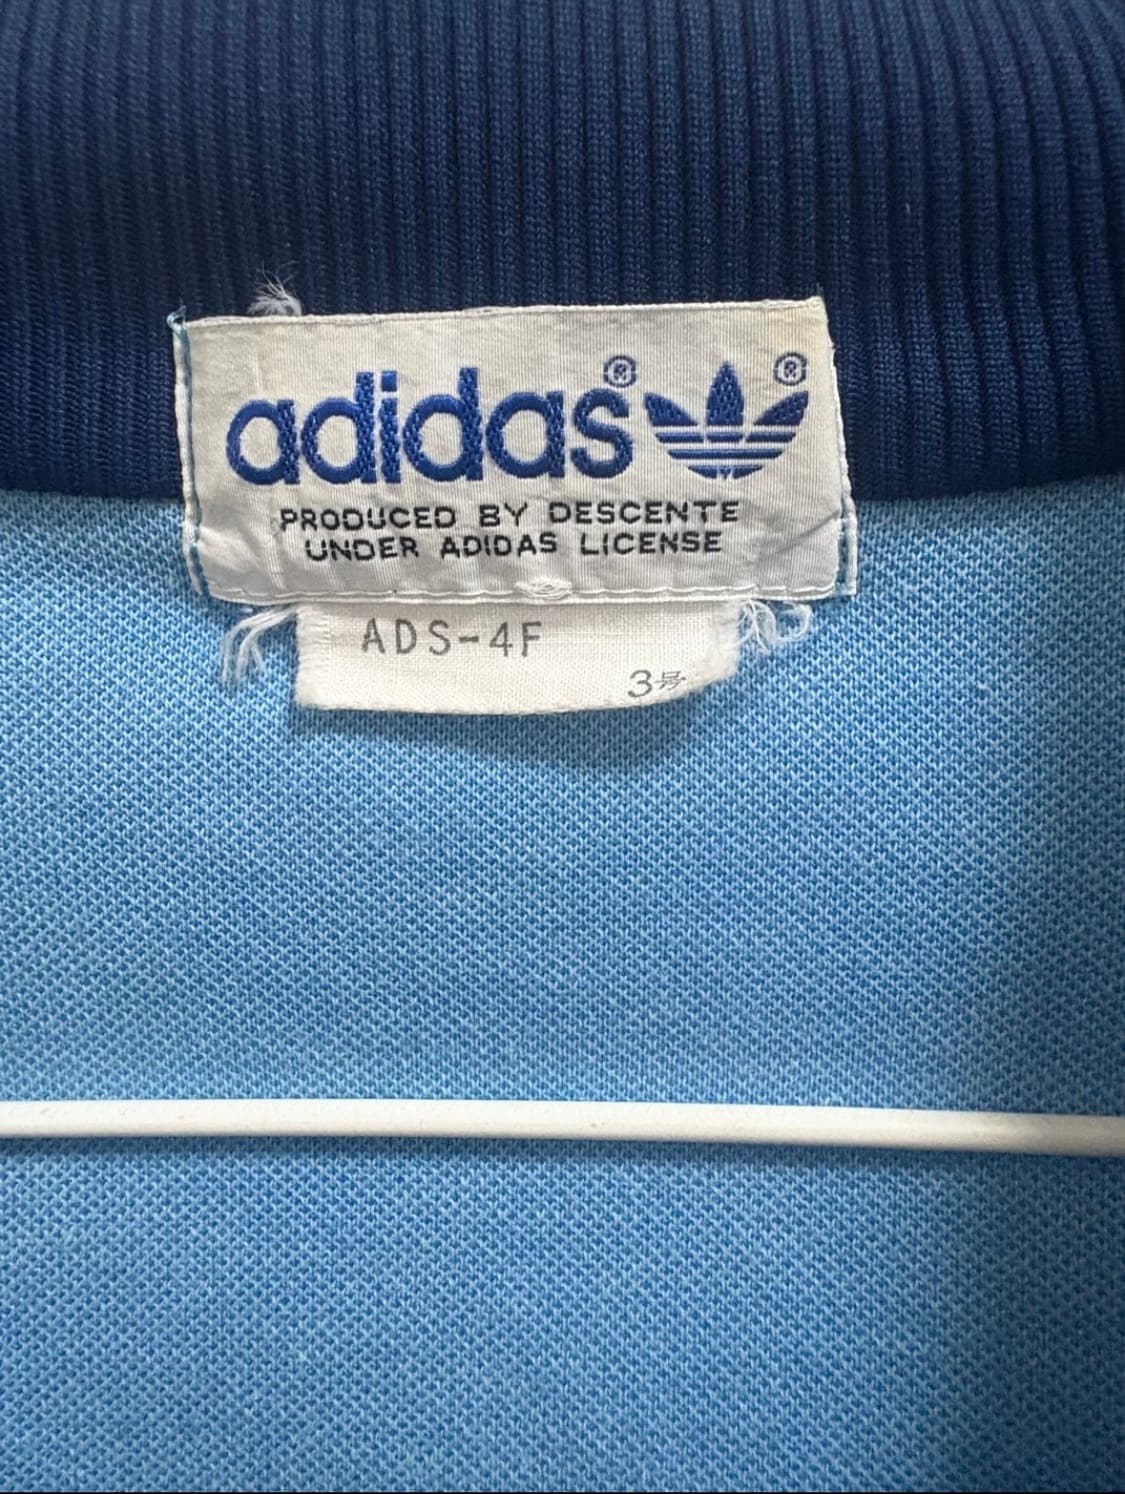 adidas® ®
PRODUCED BY DESCENTE
UNDER ADIDAS LICENSE
ADS-4F
3号